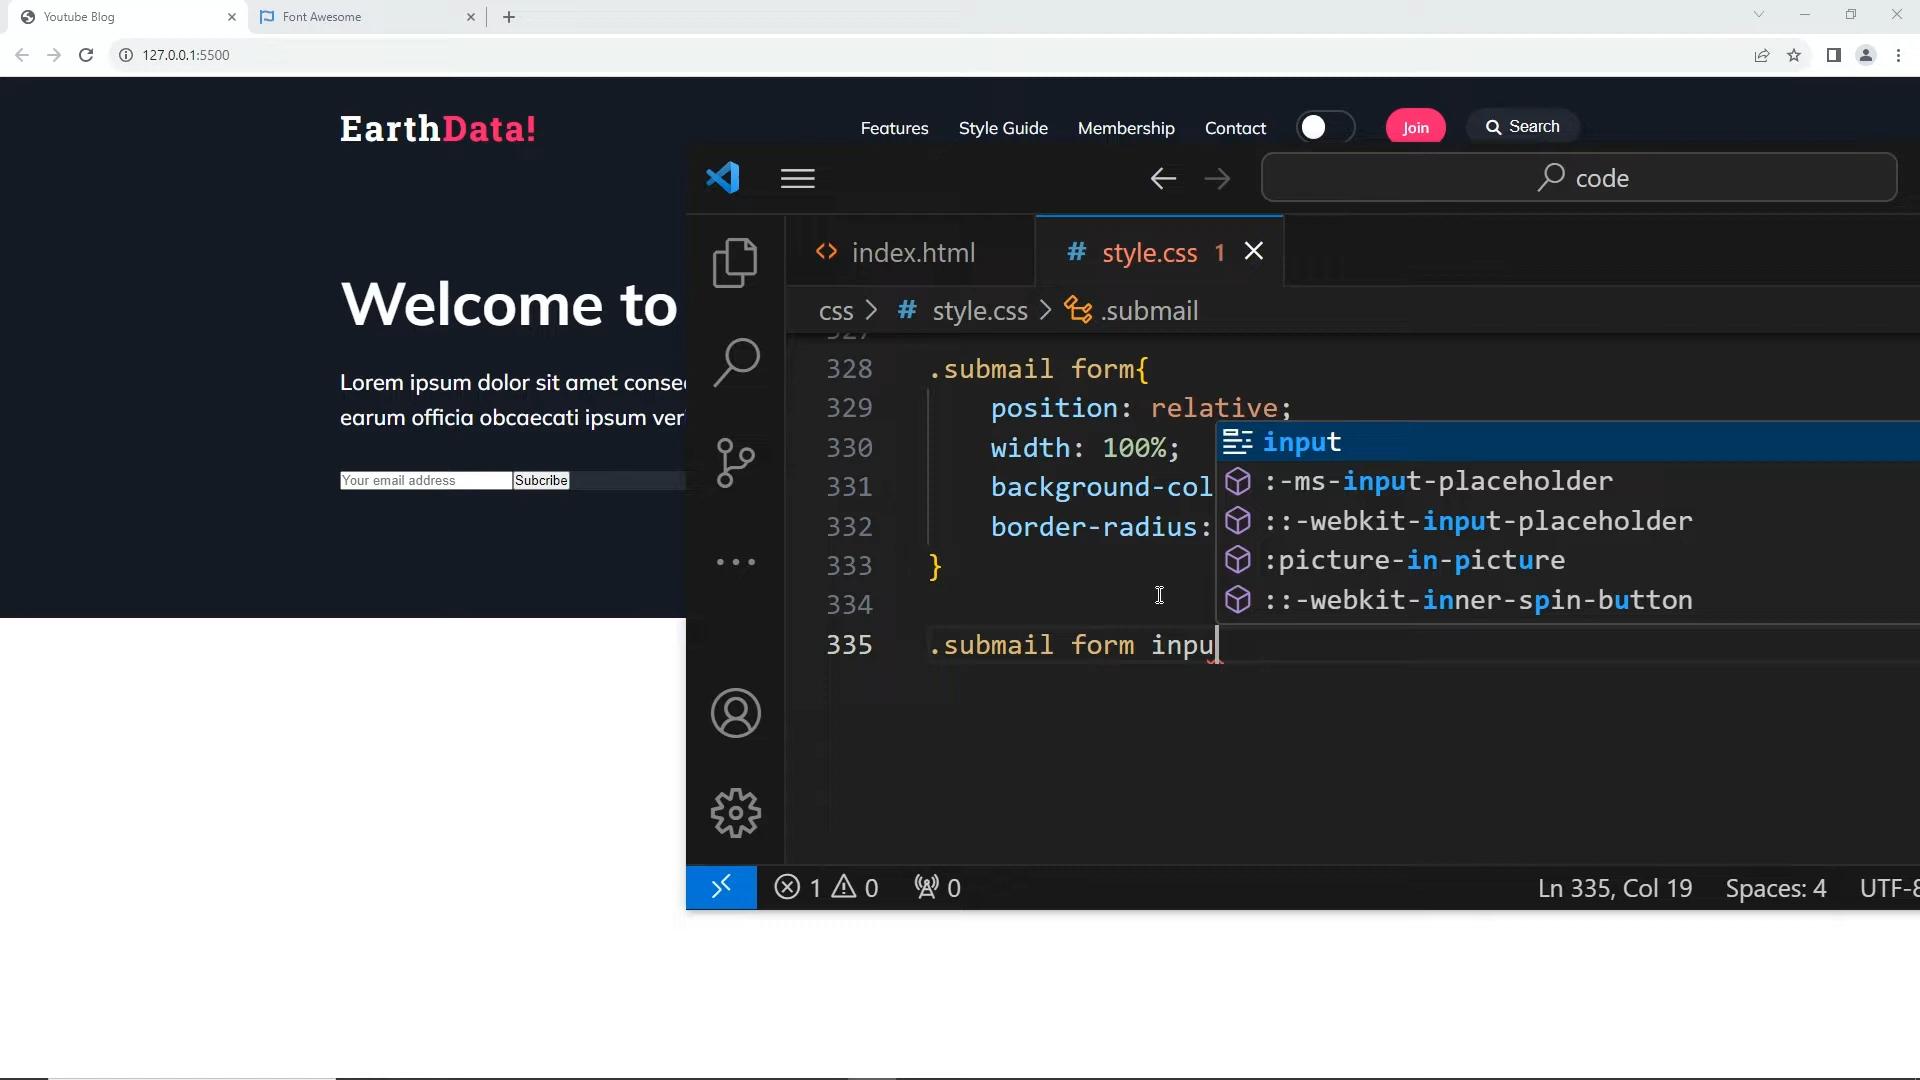 Youtube Blog
Font Awesome
127.0.0.1:5500
EarthData!
Features Style Guide Membership Contact Join Search
Welcome to
Lorem ipsum dolor sit amet
earum officia obcaecati ipsum
Your email address Subcribe
code
index.html
# style.css 1
css > # style.css > .submail
327
328 .submail form{
329 position: relative;
330 width: 100%;
331 background-col
332 border-radius:
333 }
334
335 .submail form inpu
input
:-ms-input-placeholder
::-webkit-input-placeholder
:picture-in-picture
::-webkit-inner-spin-button
1 0 0
Ln 335, Col 19 Spaces: 4 UTF-8